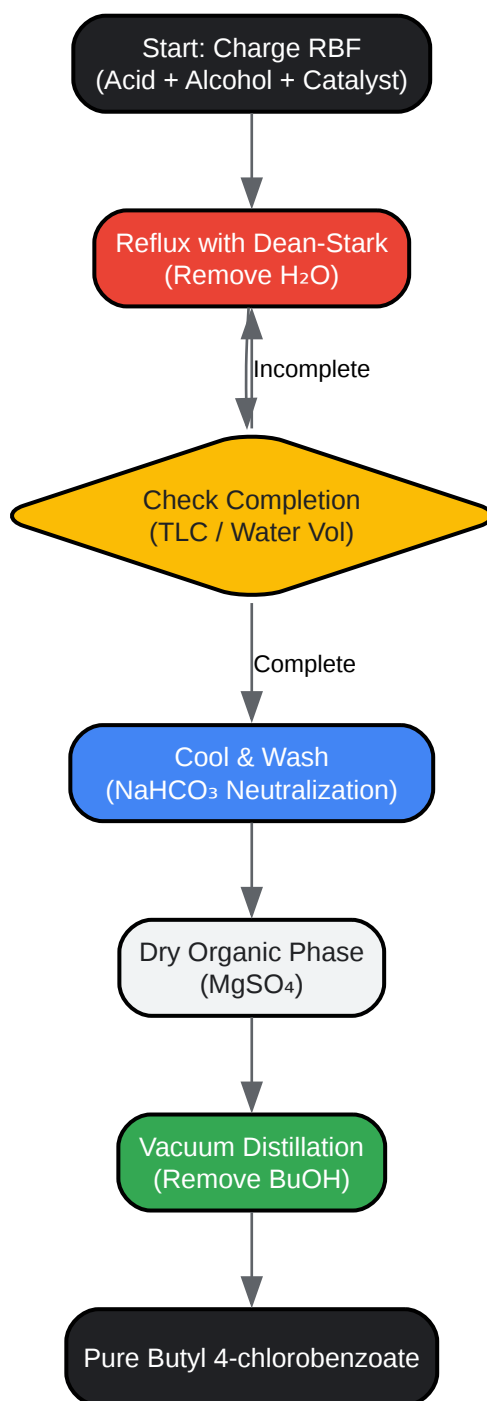 Start: Charge RBF
(Acid + Alcohol + Catalyst)
Reflux with Dean-Stark
(Remove H₂O)
Incomplete
Check Completion
(TLC / Water Vol)
Complete
Cool & Wash
(NaHCO₃ Neutralization)
Dry Organic Phase
(MgSO₄)
Vacuum Distillation
(Remove BuOH)
Pure Butyl 4-chlorobenzoate